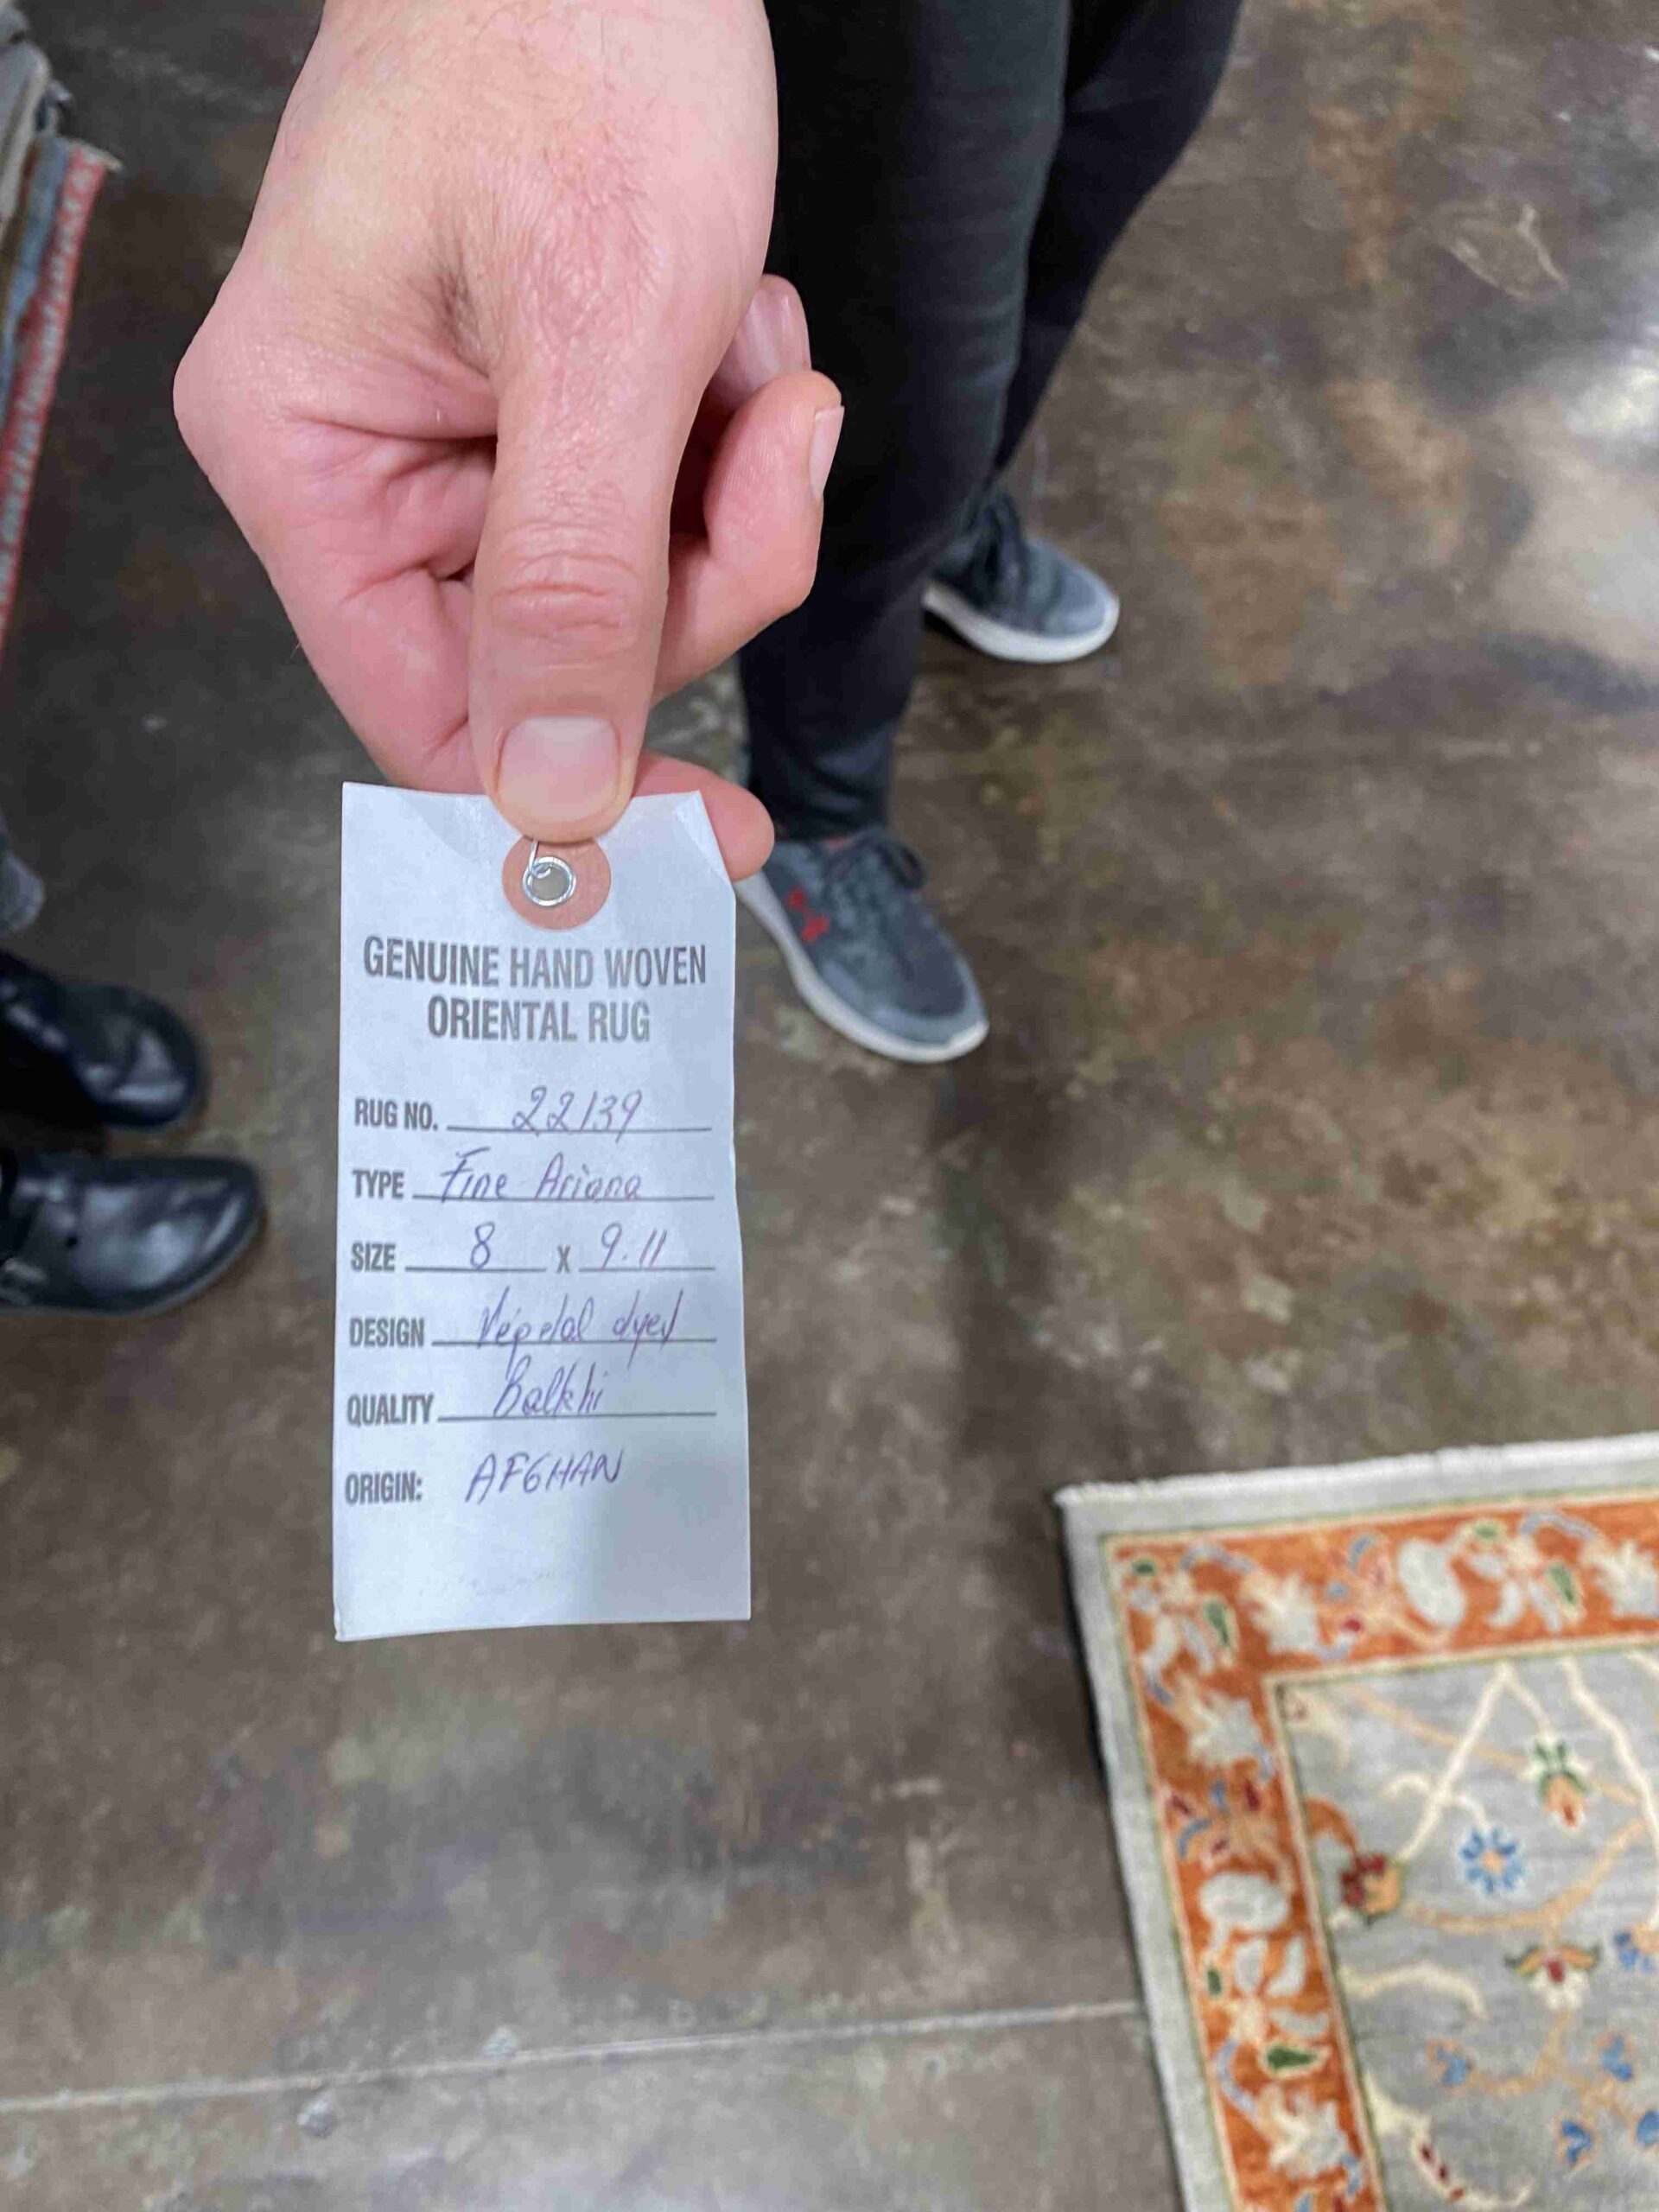 GENUINE HAND WOVEN
ORIENTAL RUG
RUG NO. 22139
TYPE Fine Ariana
SIZE 8 X 9.11
DESIGN Vegetal dyed
QUALITY Balkhi
ORIGIN: AFGHAN